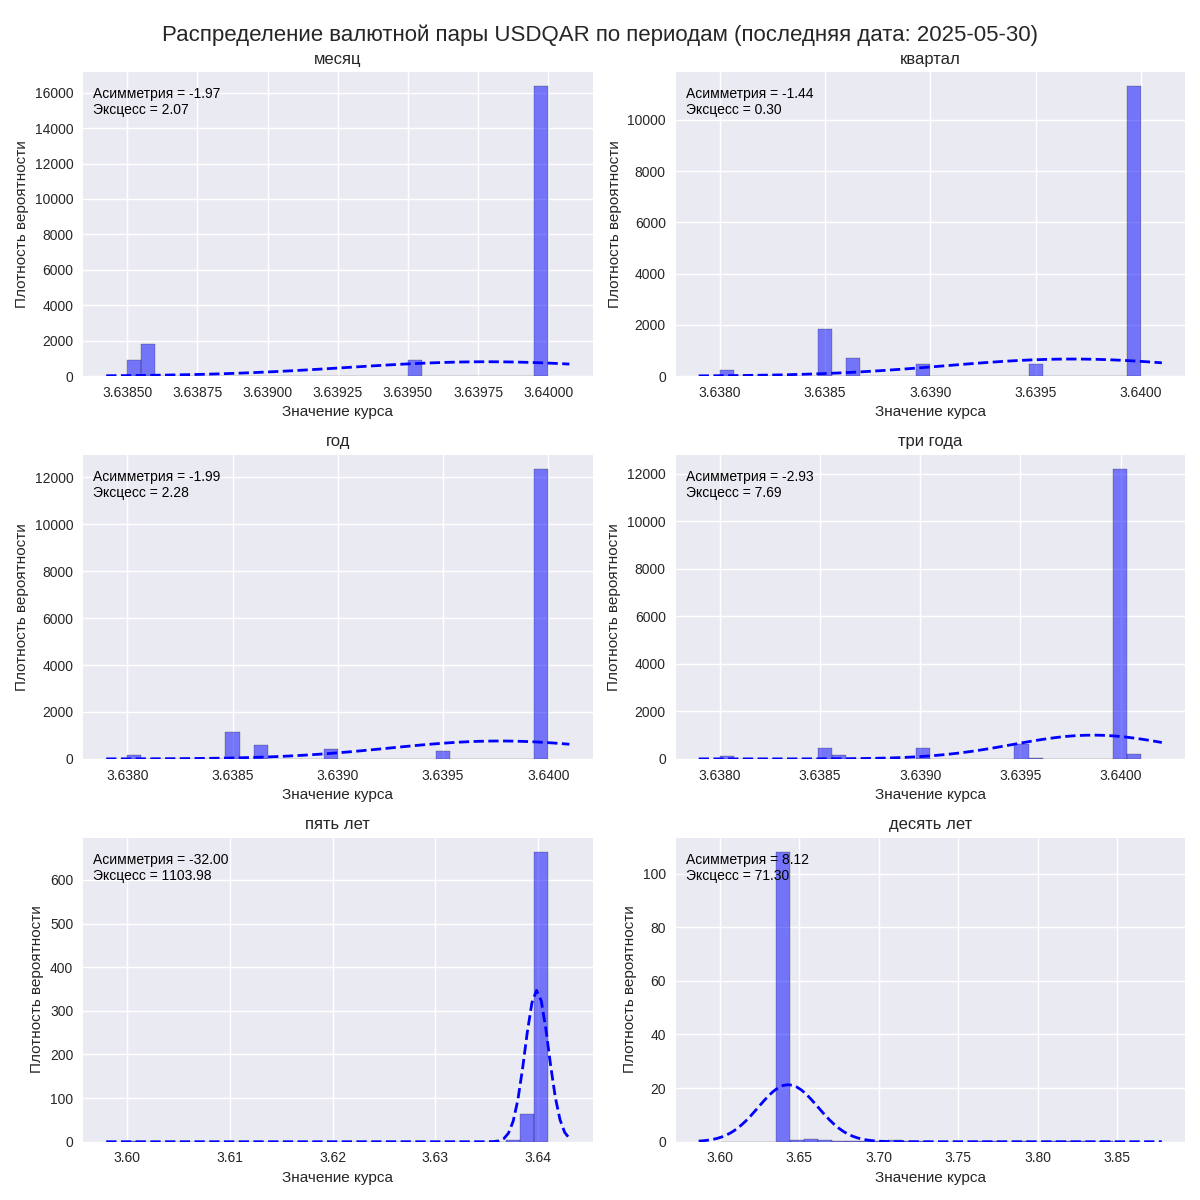 Распределение валютной пары USDQAR по периодам (последняя дата: 2025-05-30)
месяц
Асимметрия = -1.97
Эксцесс = 2.07
Плотность вероятности
16000
14000
12000
10000
8000
6000
4000
2000
0
3.63850 3.63875 3.63900 3.63925 3.63950 3.63975 3.64000
Значение курса
квартал
Асимметрия = -1.44
Эксцесс = 0.30
Плотность вероятности
10000
8000
6000
4000
2000
0
3.6380 3.6385 3.6390 3.6395 3.6400
Значение курса
год
Асимметрия = -1.99
Эксцесс = 2.28
Плотность вероятности
12000
10000
8000
6000
4000
2000
0
3.6380 3.6385 3.6390 3.6395 3.6400
Значение курса
три года
Асимметрия = -2.93
Эксцесс = 7.69
Плотность вероятности
12000
10000
8000
6000
4000
2000
0
3.6380 3.6385 3.6390 3.6395 3.6400
Значение курса
пять лет
Асимметрия = -32.00
Эксцесс = 1103.98
Плотность вероятности
600
500
400
300
200
100
0
3.60 3.61 3.62 3.63 3.64
Значение курса
десять лет
Асимметрия = 8.12
Эксцесс = 71.30
Плотность вероятности
100
80
60
40
20
0
3.60 3.65 3.70 3.75 3.80 3.85
Значение курса